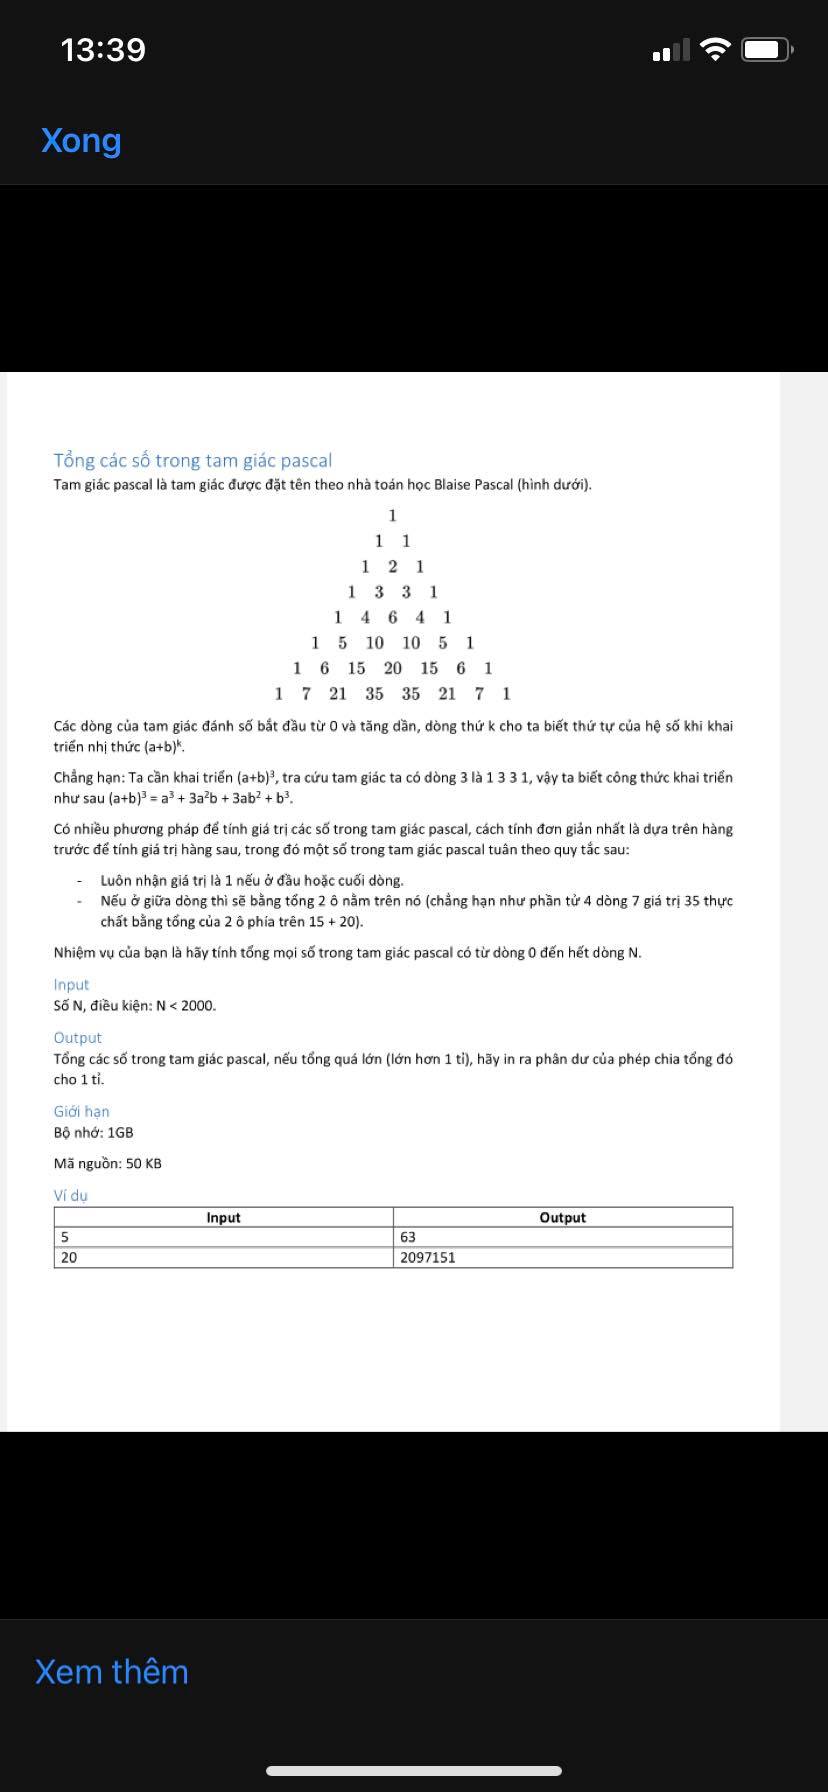 13:39
Xong
Tổng các số trong tam giác pascal
Tam giác pascal là tam giác được đặt tên theo nhà toán học Blaise Pascal (hình dưới).
1
1 1
1 2 1
1 3 3 1
1 4 6 4 1
1 5 10 10 5 1
1 6 15 20 15 6 1
1 7 21 35 35 21 7 1
Các dòng của tam giác đánh số bắt đầu từ 0 và tăng dần, dòng thứ k cho ta biết thứ tự của hệ số khi khai
triển nhị thức (a+b)ᵏ.
Chẳng hạn: Ta cần khai triển (a+b)³, tra cứu tam giác ta có dòng 3 là 1 3 3 1, vậy ta biết công thức khai triển
như sau (a+b)³ = a³ + 3a²b + 3ab² + b³.
Có nhiều phương pháp để tính giá trị các số trong tam giác pascal, cách tính đơn giản nhất là dựa trên hàng
trước để tính giá trị hàng sau, trong đó một số trong tam giác pascal tuân theo quy tắc sau:
- Luôn nhận giá trị là 1 nếu ở đầu hoặc cuối dòng.
- Nếu ở giữa dòng thì sẽ bằng tổng 2 ô nằm trên nó (chẳng hạn như phần tử 4 dòng 7 giá trị 35 thực
chất bằng tổng của 2 ô phía trên 15 + 20).
Nhiệm vụ của bạn là hãy tính tổng mọi số trong tam giác pascal có từ dòng 0 đến hết dòng N.
Input
Số N, điều kiện: N < 2000.
Output
Tổng các số trong tam giác pascal, nếu tổng quá lớn (lớn hơn 1 tỉ), hãy in ra phân dư của phép chia tổng đó
cho 1 tỉ.
Giới hạn
Bộ nhớ: 1GB
Mã nguồn: 50 KB
Ví dụ
Input Output
5 63
20 2097151
Xem thêm